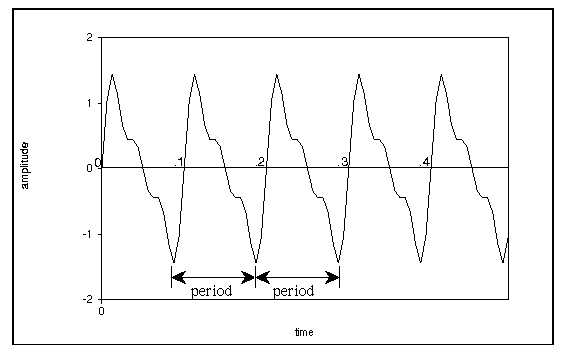 2
1
0
-1
-2
0 .1 .2 .3 .4
amplitude
period period
0
time